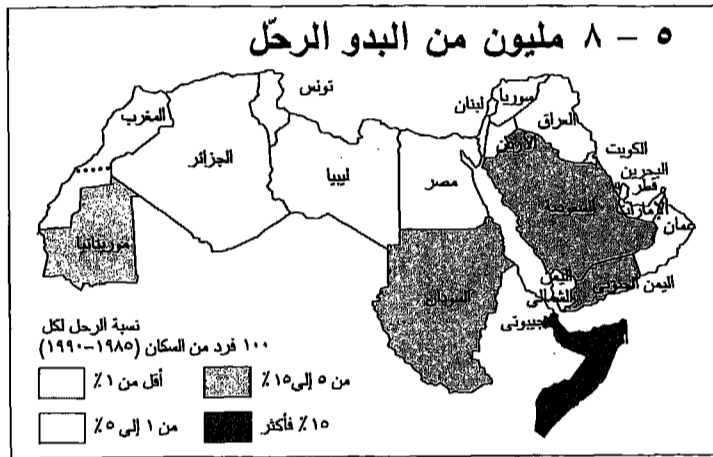 ٥ – ٨ مليون من البدو الرحّل
تونس
لبنان
سوريا
العراق
الأردن
المغرب
الجزائر
ليبيا
مصر
الكويت
البحرين
قطر
الإمارات
السعودية
عمان
موريتانيا
السودان
اليمن
الشمالي
اليمن الجنوبي
جيبوتى
نسبة الرحل لكل
١٠٠ فرد من السكان (١٩٨٥–١٩٩٠)
أقل من ١٪
من ٥ إلى ١٥٪
من ١ إلى ٥٪
١٥٪ فأكثر